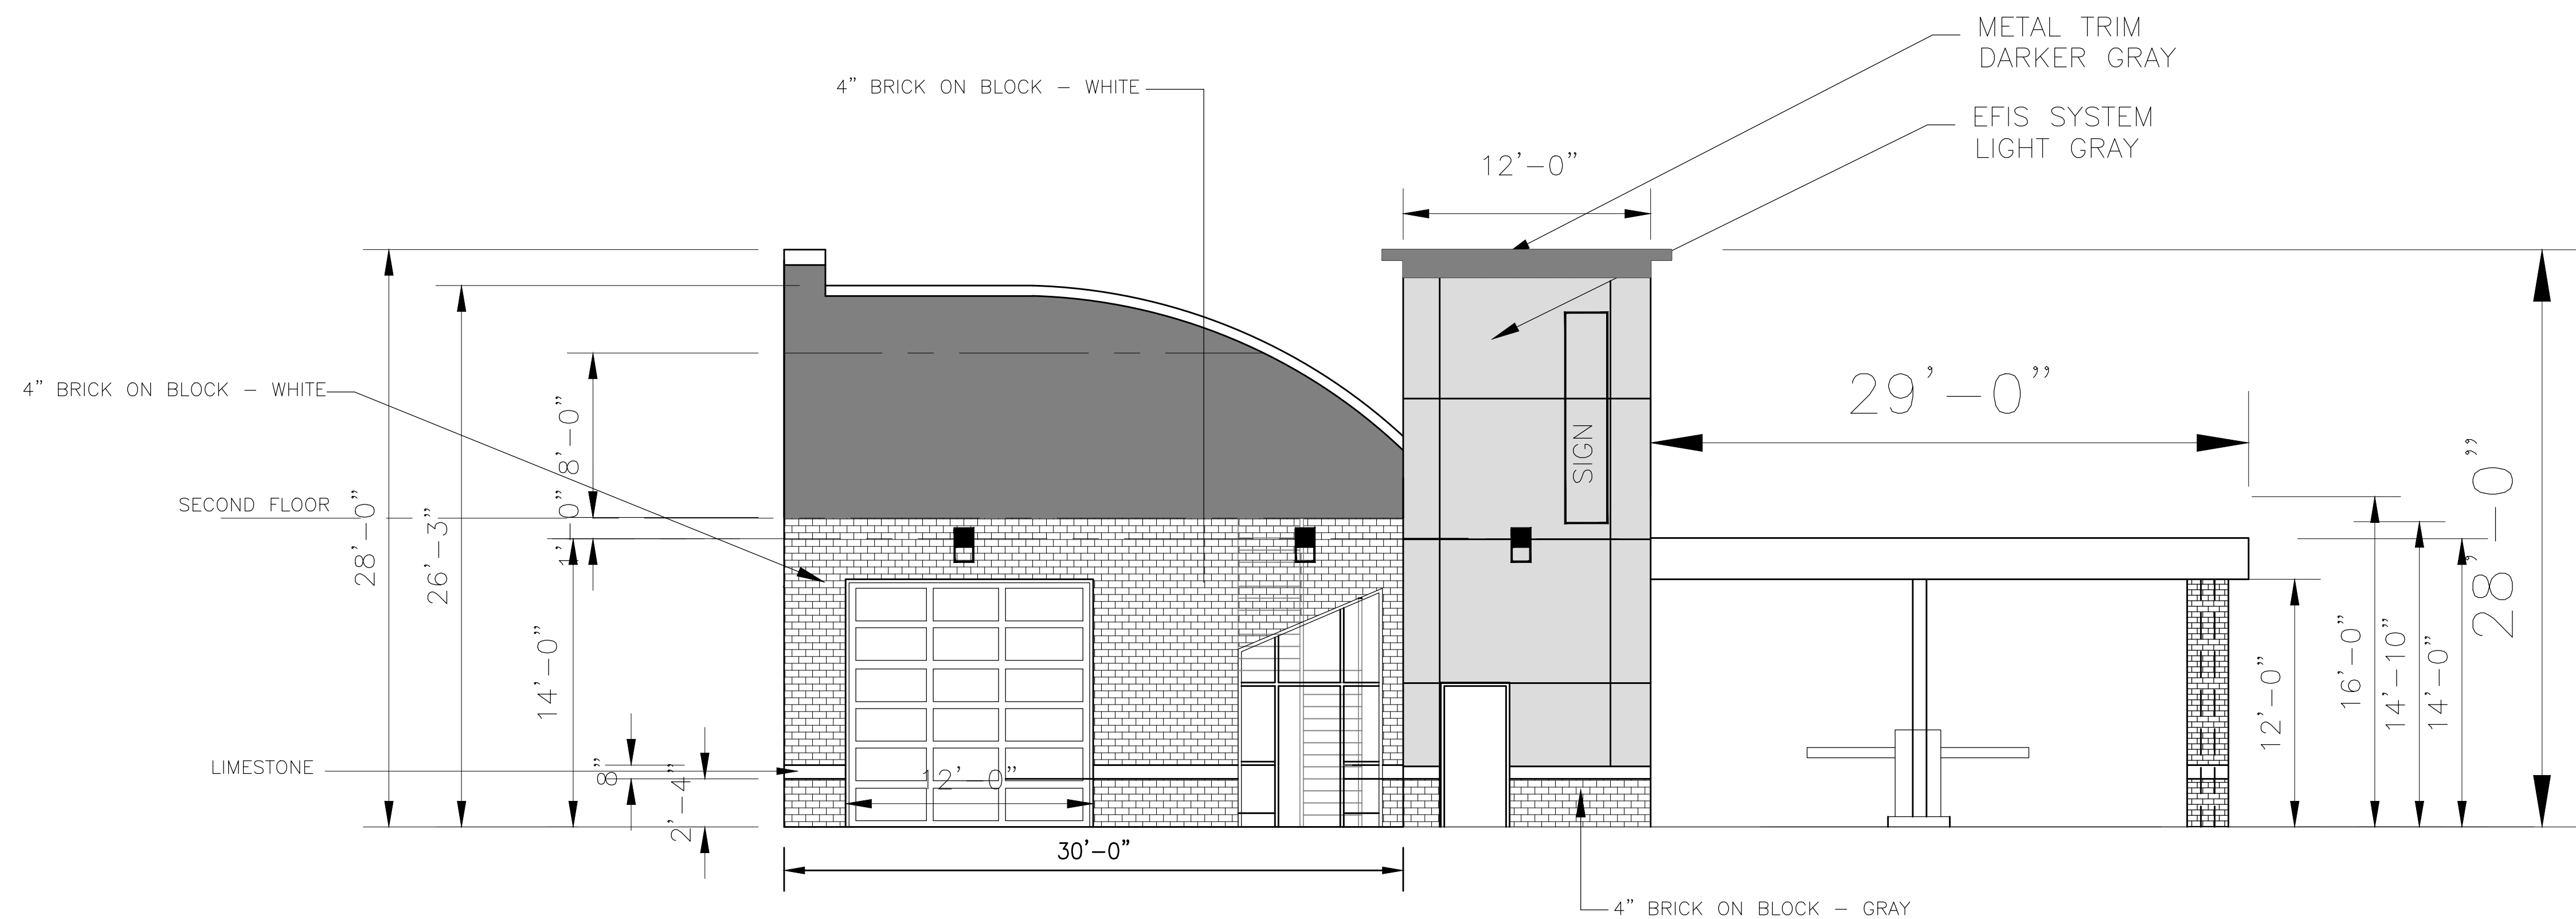 METAL TRIM
DARKER GRAY
4” BRICK ON BLOCK – WHITE
EFIS SYSTEM
LIGHT GRAY
12’–0”
4” BRICK ON BLOCK – WHITE
29’–0”
8’–0”
SIGN
SECOND FLOOR
28’–0”
26’–3”
1’–0”
28’–0”
14’–0”
12’–0”
16’–0”
14’–10”
14’–0”
LIMESTONE
8”
2’–4”
12’–0”
30’–0”
4” BRICK ON BLOCK – GRAY